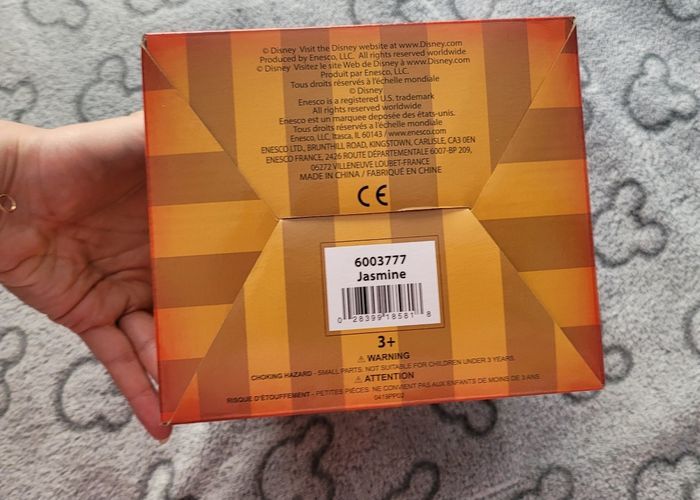 © Disney Visit the Disney website at www.Disney.com
Produced by Enesco, LLC. All rights reserved worldwide
© Disney Visitez le site Web de Disney à www.Disney.com
Produit par Enesco, LLC.
Tous droits réservés à l'échelle mondiale
© Disney
Enesco is a registered U.S. trademark
All rights reserved worldwide
Enesco est un marque deposée des états-unis.
Tous droits réservés a l'échelle mondiale
Enesco, LLC, Itasca, IL 60143 / www.enesco.com
ENESCO LTD., BRUNTHILL ROAD, KINGSTOWN, CARLISLE, CA3 0EN
ENESCO FRANCE, 2426 ROUTE DÉPARTEMENTALE 6007-BP 209,
06272 VILLENEUVE LOUBET-FRANCE
MADE IN CHINA / FABRIQUÉ EN CHINE
CE
6003777
Jasmine
0 28399 18581 8
3+
⚠ WARNING
CHOKING HAZARD - SMALL PARTS. NOT SUITABLE FOR CHILDREN UNDER 3 YEARS.
⚠ ATTENTION
RISQUE D'ÉTOUFFEMENT - PETITES PIÈCES. NE CONVIENT PAS AUX ENFANTS DE MOINS DE 3 ANS
0419PP02